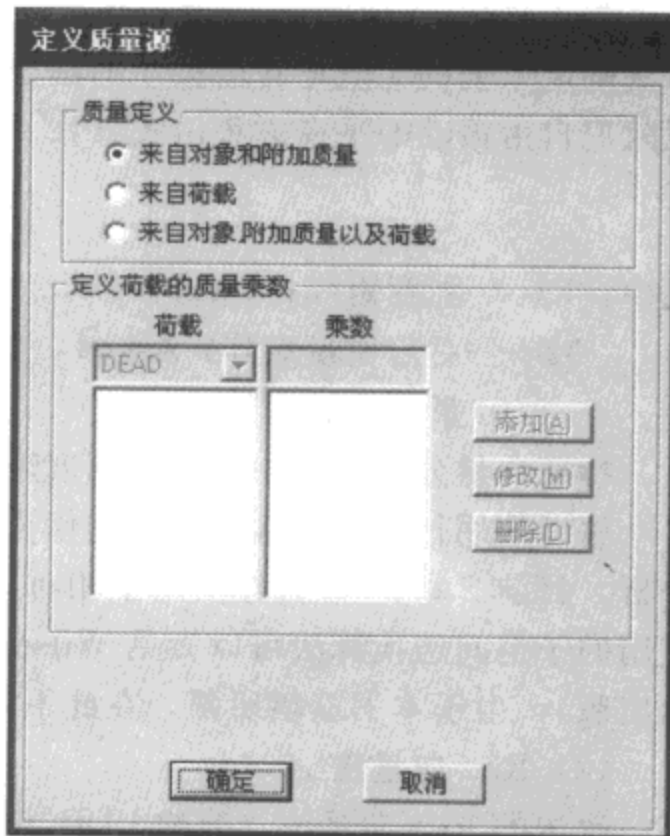 定义质量源
质量定义
来自对象和附加质量
来自荷载
来自对象,附加质量以及荷载
定义荷载的质量乘数
荷载 乘数
DEAD
添加(A)
修改(M)
删除(D)
确定 取消